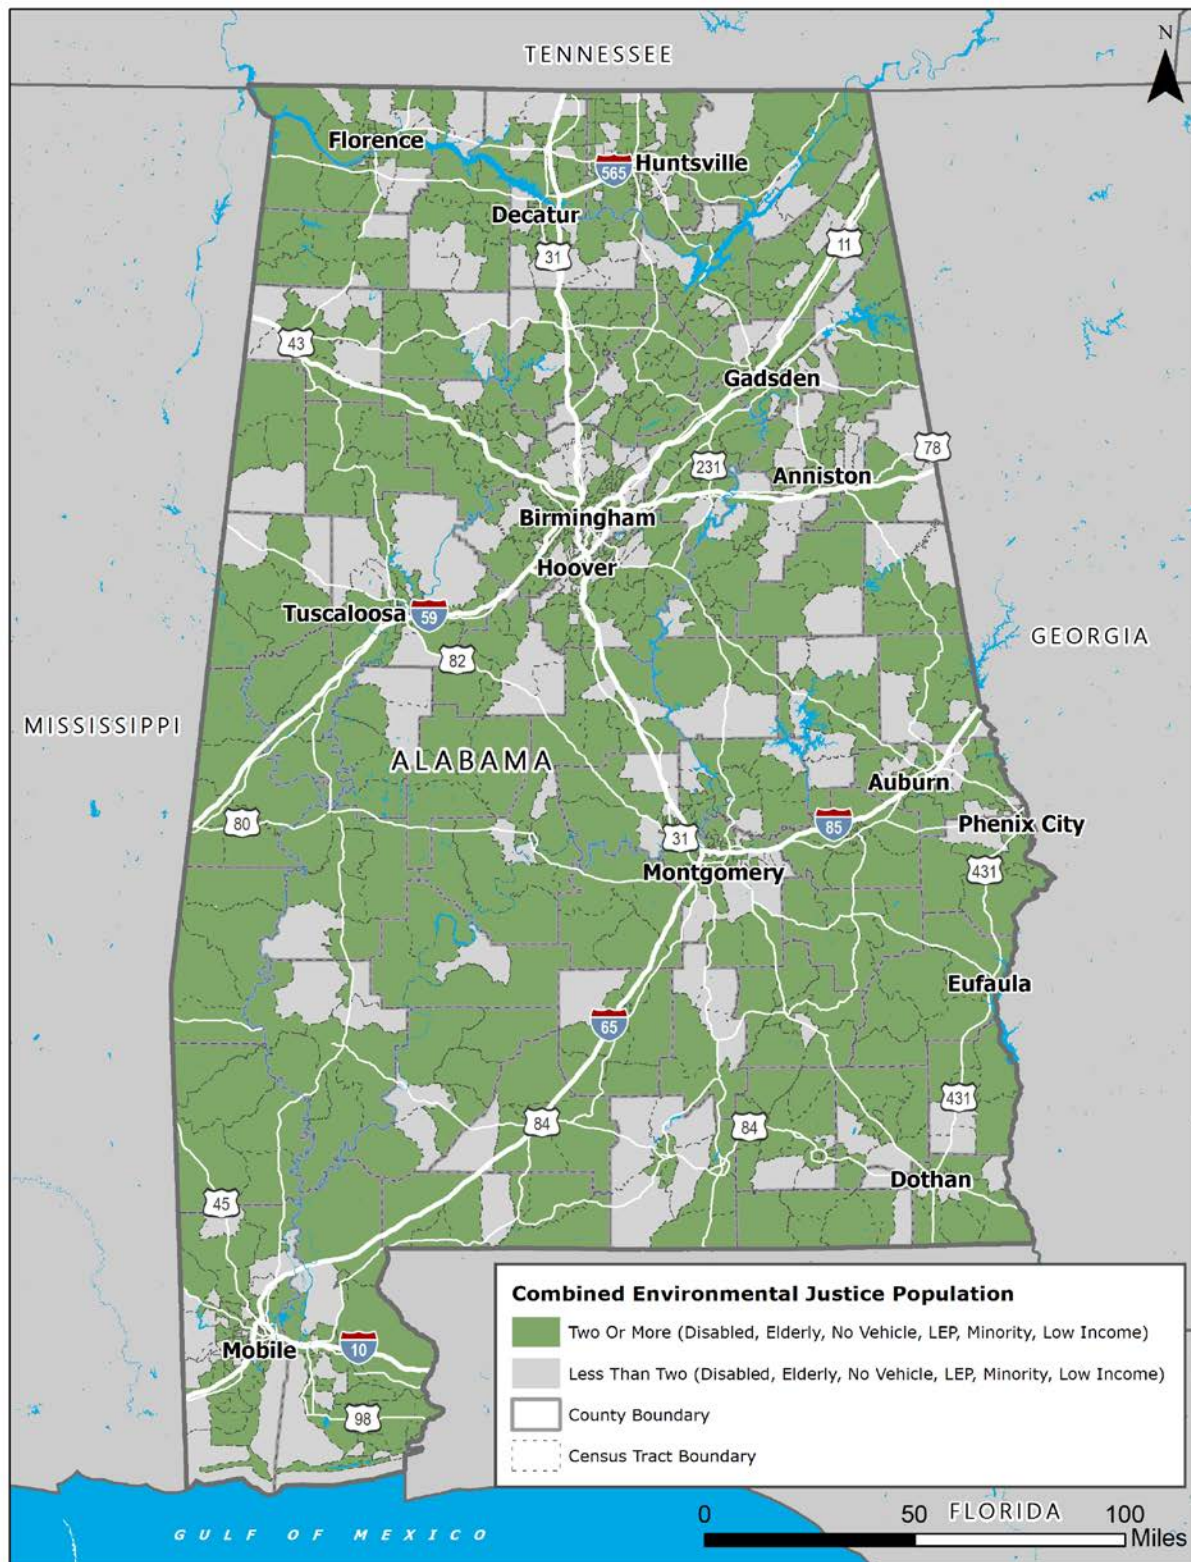 N
TENNESSEE
Florence
565
Huntsville
Decatur
31
11
43
Gadsden
78
231
Anniston
Birmingham
Hoover
Tuscaloosa
59
GEORGIA
82
MISSISSIPPI
ALABAMA
Auburn
80
31
85
Phenix City
Montgomery
431
Eufaula
65
431
84
84
Dothan
45
Mobile
10
98
Combined Environmental Justice Population
Two Or More (Disabled, Elderly, No Vehicle, LEP, Minority, Low Income)
Less Than Two (Disabled, Elderly, No Vehicle, LEP, Minority, Low Income)
County Boundary
Census Tract Boundary
0 50 100
FLORIDA
Miles
GULF OF MEXICO